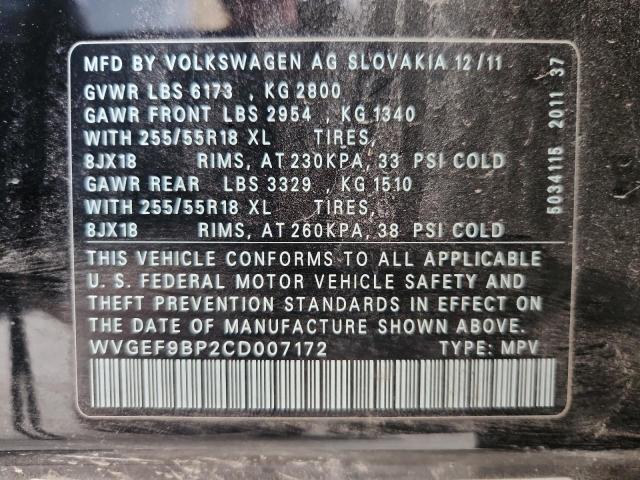 MFD BY VOLKSWAGEN AG SLOVAKIA 12/11
GVWR LBS 6173 , KG 2800
GAWR FRONT LBS 2954 , KG 1340
WITH 255/55R18 XL TIRES,
8JX18 RIMS, AT 230KPA, 33 PSI COLD
GAWR REAR LBS 3329 , KG 1510
WITH 255/55R18 XL TIRES,
8JX18 RIMS, AT 260KPA, 38 PSI COLD
THIS VEHICLE CONFORMS TO ALL APPLICABLE
U. S. FEDERAL MOTOR VEHICLE SAFETY AND
THEFT PREVENTION STANDARDS IN EFFECT ON
THE DATE OF MANUFACTURE SHOWN ABOVE.
WVGEF9BP2CD007172 TYPE: MPV
5034115 2011 37